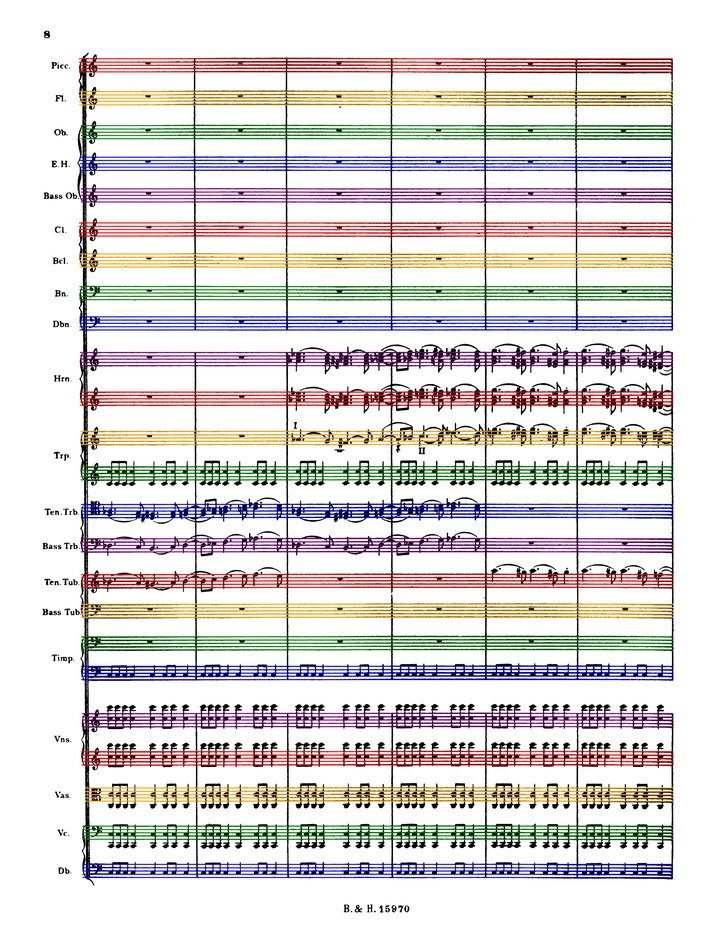 8
Picc.
Fl.
Ob.
E. H.
Bass Ob.
Cl.
Bcl.
Bn.
Dbn.
Hrn.
I
Trp.
II
Ten. Trb.
Bass Trb.
Ten. Tub.
Bass Tub.
Timp.
Vns.
Vas.
Vc.
Db.
B. & H. 15970